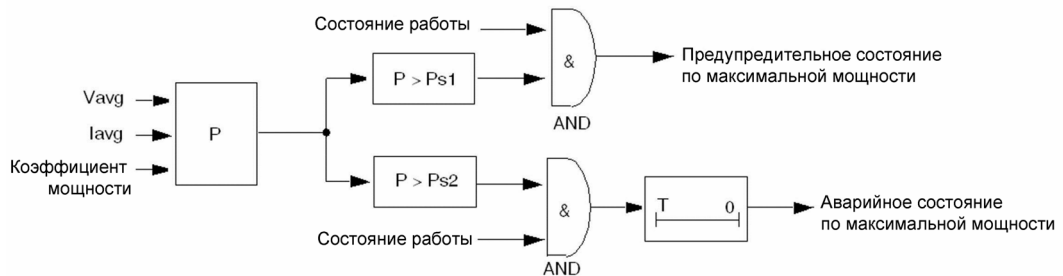 Состояние работы
&
AND
Предупредительное состояние
по максимальной мощности
P > Ps1
Vavg
Iavg
Коэффициент
мощности
P
P > Ps2
Состояние работы
&
AND
T 0
Аварийное состояние
по максимальной мощности